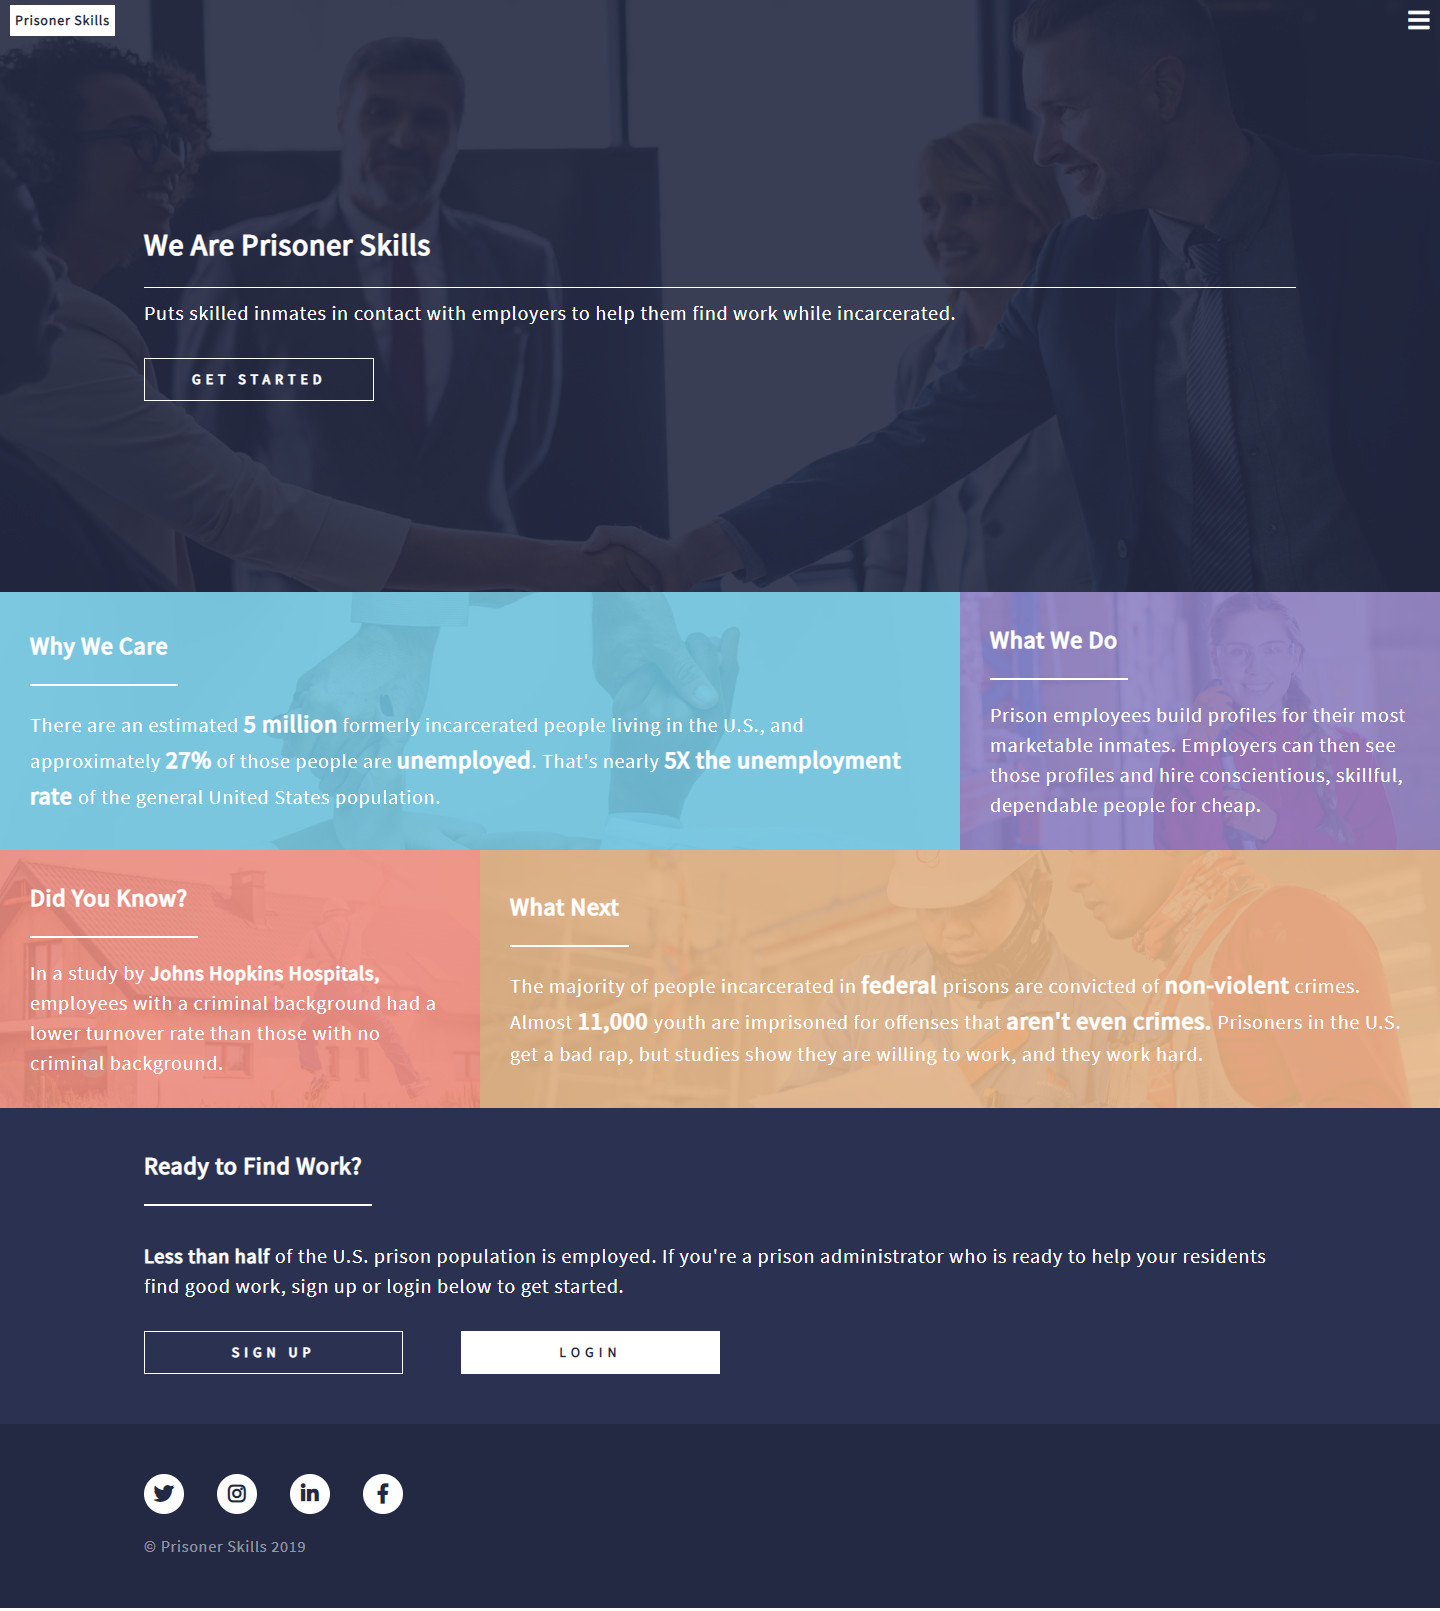 Prisoner Skills
We Are Prisoner Skills
Puts skilled inmates in contact with employers to help them find work while incarcerated.
GET STARTED
Why We Care
There are an estimated 5 million formerly incarcerated people living in the U.S., and
approximately 27% of those people are unemployed. That's nearly 5X the unemployment
rate of the general United States population.
What We Do
Prison employees build profiles for their most
marketable inmates. Employers can then see
those profiles and hire conscientious, skillful,
dependable people for cheap.
Did You Know?
In a study by Johns Hopkins Hospitals,
employees with a criminal background had a
lower turnover rate than those with no
criminal background.
What Next
The majority of people incarcerated in federal prisons are convicted of non-violent crimes.
Almost 11,000 youth are imprisoned for offenses that aren't even crimes. Prisoners in the U.S.
get a bad rap, but studies show they are willing to work, and they work hard.
Ready to Find Work?
Less than half of the U.S. prison population is employed. If you're a prison administrator who is ready to help your residents
find good work, sign up or login below to get started.
SIGN UP
LOGIN
© Prisoner Skills 2019